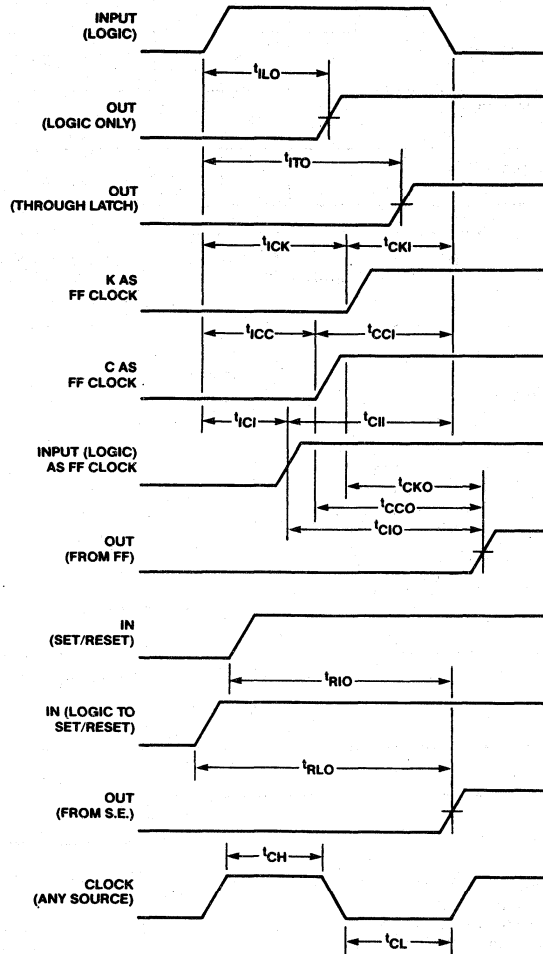 INPUT
(LOGIC)
tILO
OUT
(LOGIC ONLY)
tITO
OUT
(THROUGH LATCH)
tICK
tCKI
K AS
FF CLOCK
tICC
tCCI
C AS
FF CLOCK
tICI
tCII
INPUT (LOGIC)
AS FF CLOCK
tCKO
tCCO
tCIO
OUT
(FROM FF)
IN
(SET/RESET)
tRIO
IN (LOGIC TO
SET/RESET)
tRLO
OUT
(FROM S.E.)
tCH
CLOCK
(ANY SOURCE)
tCL